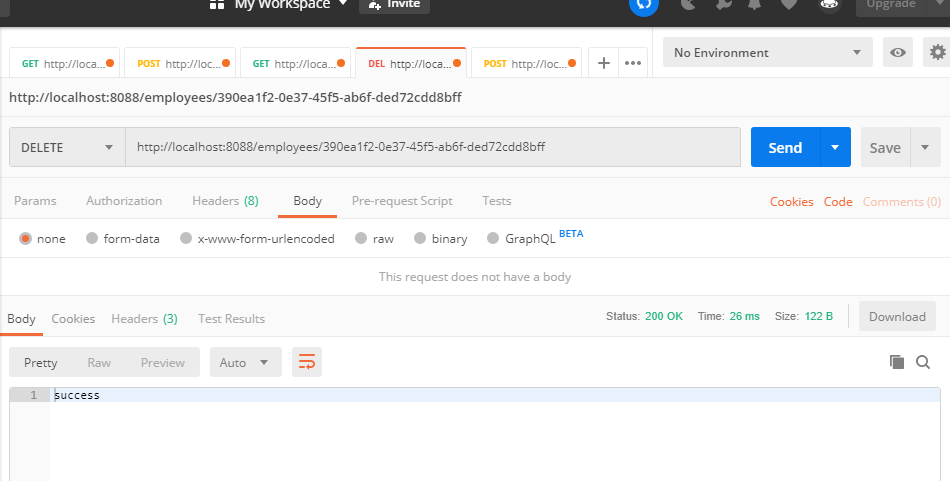 My Workspace Invite Upgrade
GET http://loca... POST http://loc... GET http://loca... DEL http://loca... POST http://loc... + ••• No Environment
http://localhost:8088/employees/390ea1f2-0e37-45f5-ab6f-ded72cdd8bff
DELETE http://localhost:8088/employees/390ea1f2-0e37-45f5-ab6f-ded72cdd8bff Send Save
Params Authorization Headers (8) Body Pre-request Script Tests Cookies Code Comments (0)
none form-data x-www-form-urlencoded raw binary GraphQL BETA
This request does not have a body
Body Cookies Headers (3) Test Results Status: 200 OK Time: 26 ms Size: 122 B Download
Pretty Raw Preview Auto
1 success